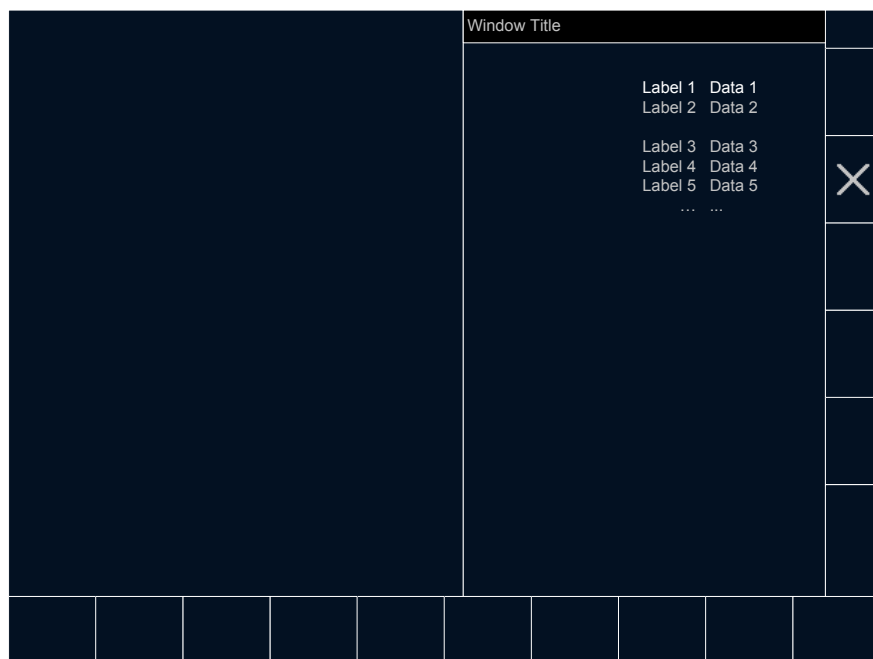 Window Title
Label 1 Data 1
Label 2 Data 2
Label 3 Data 3
Label 4 Data 4
Label 5 Data 5
… ...